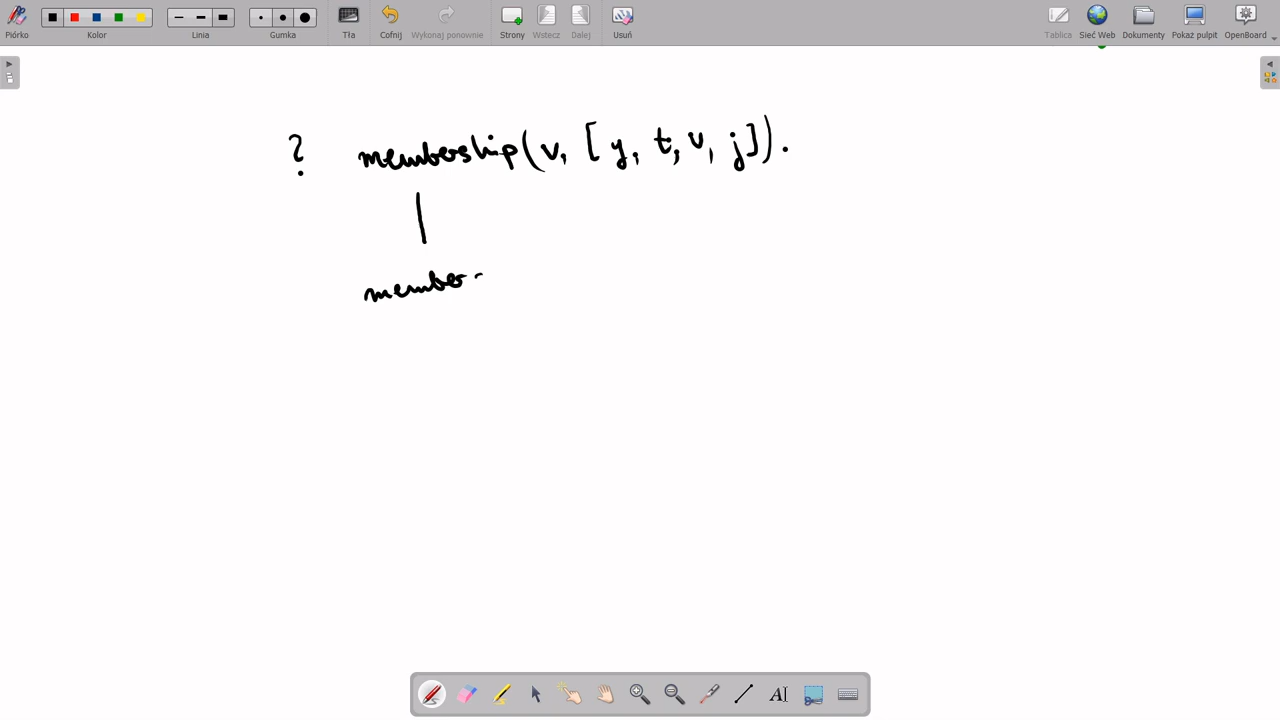 Piórko
Kolor
Linia
Gumka
Tła
Cofnij
Wykonaj ponownie
Strony
Wstecz
Dalej
Usuń
Tablica
Sieć Web
Dokumenty
Pokaż pulpit
OpenBoard
? membership(v, [y, t, v, j]).
member
AI